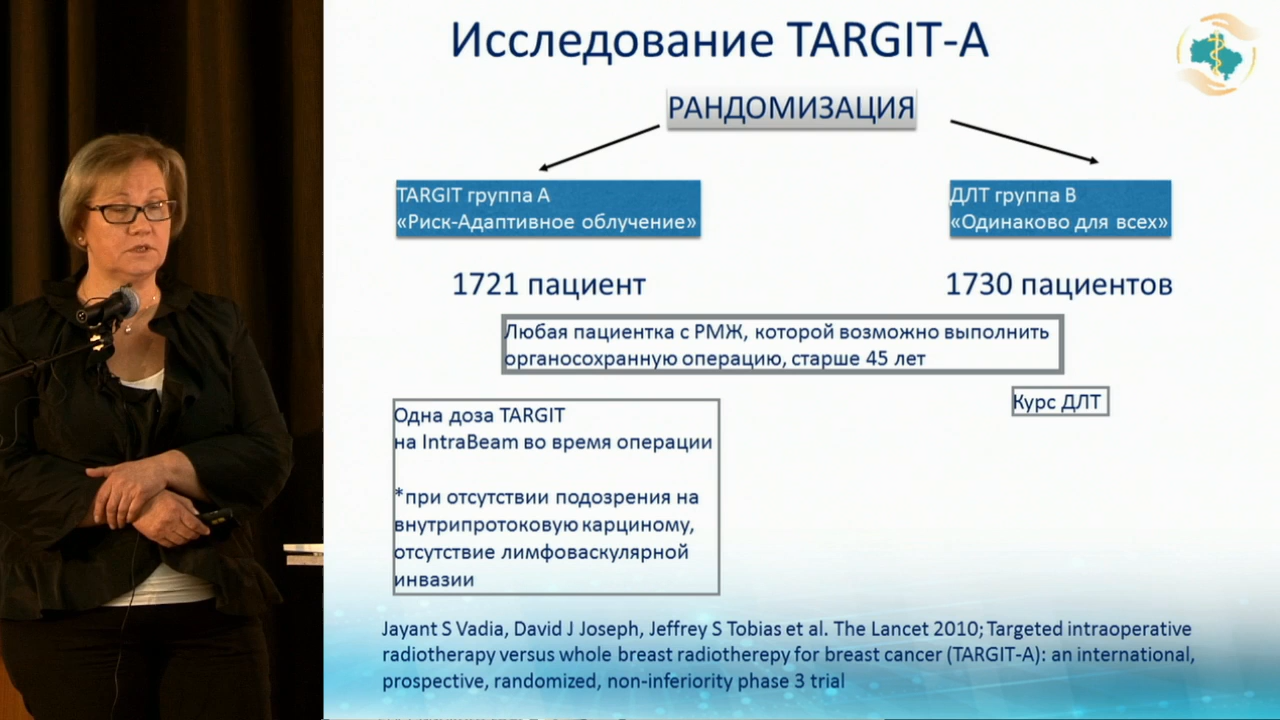 Исследование TARGIT-A
РАНДОМИЗАЦИЯ
TARGIT группа А
«Риск-Адаптивное облучение»
ДЛТ группа В
«Одинаково для всех»
1721 пациент
1730 пациентов
Любая пациентка с РМЖ, которой возможно выполнить
органосохранную операцию, старше 45 лет
Курс ДЛТ
Одна доза TARGIT
на IntraBeam во время операции
*при отсутствии подозрения на
внутрипротоковую карциному,
отсутствие лимфоваскулярной
инвазии
Jayant S Vadia, David J Joseph, Jeffrey S Tobias et al. The Lancet 2010; Targeted intraoperative
radiotherapy versus whole breast radiotherepy for breast cancer (TARGIT-A): an international,
prospective, randomized, non-inferiority phase 3 trial